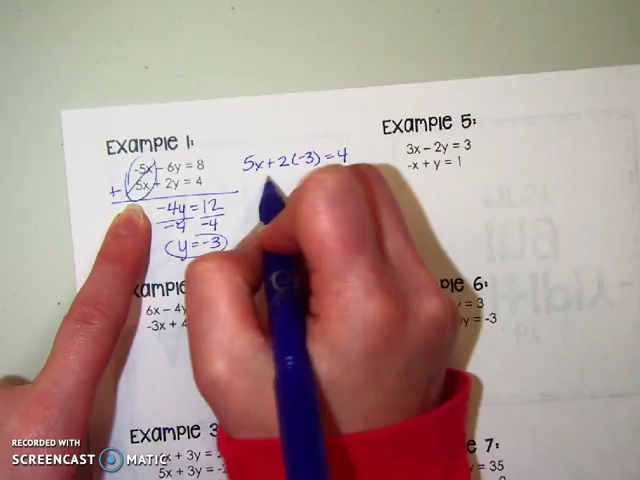 Example 1:
-5x - 6y = 8
5x + 2y = 4
+
-4y = 12
-4 -4
y = -3
5x + 2(-3) = 4
Example 5:
3x - 2y = 3
-x + y = 1
6x - 4y
-3x + 4
6:
y = 3
y = -3
Example 3
x + 3y =
5x + 3y = -
7:
y = 35
RECORDED WITH
SCREENCAST MATIC